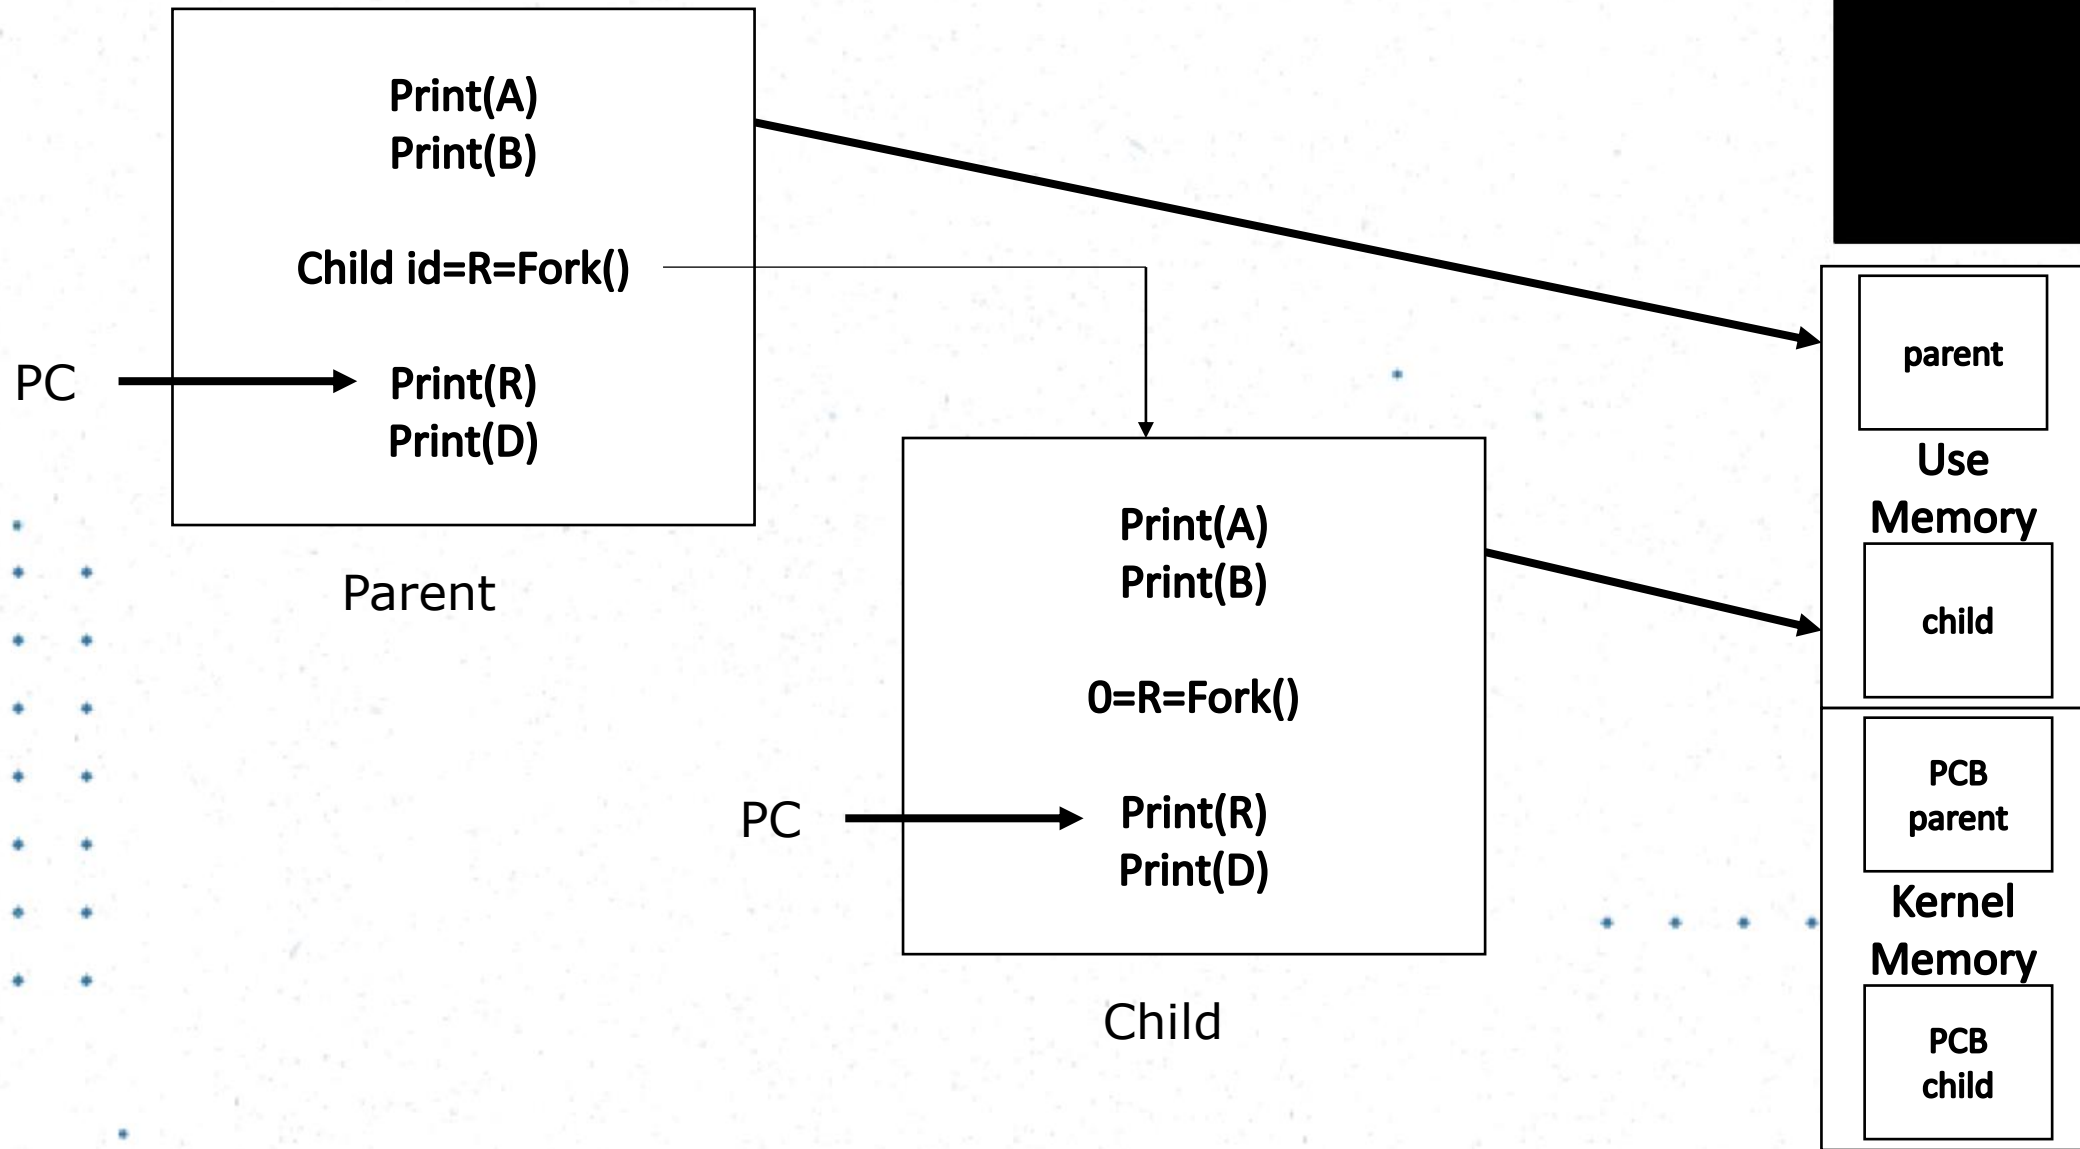 Print(A)
Print(B)
Child id=R=Fork()
PC
Print(R)
Print(D)
Parent
Print(A)
Print(B)
0=R=Fork()
PC
Print(R)
Print(D)
Child
parent
Use
Memory
child
PCB
parent
Kernel
Memory
PCB
child